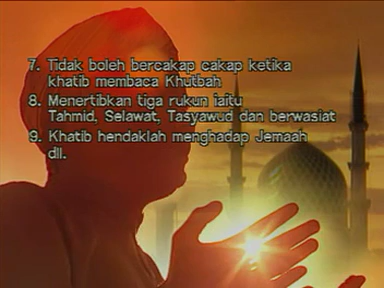 7. Tidak boleh bercakap cakap ketika
khatib membaca Khutbah
8. Menertibkan tiga rukun iaitu
Tahmid, Selawat, Tasyawud dan berwasiat
9. Khatib hendaklah menghadap Jemaah
dll.